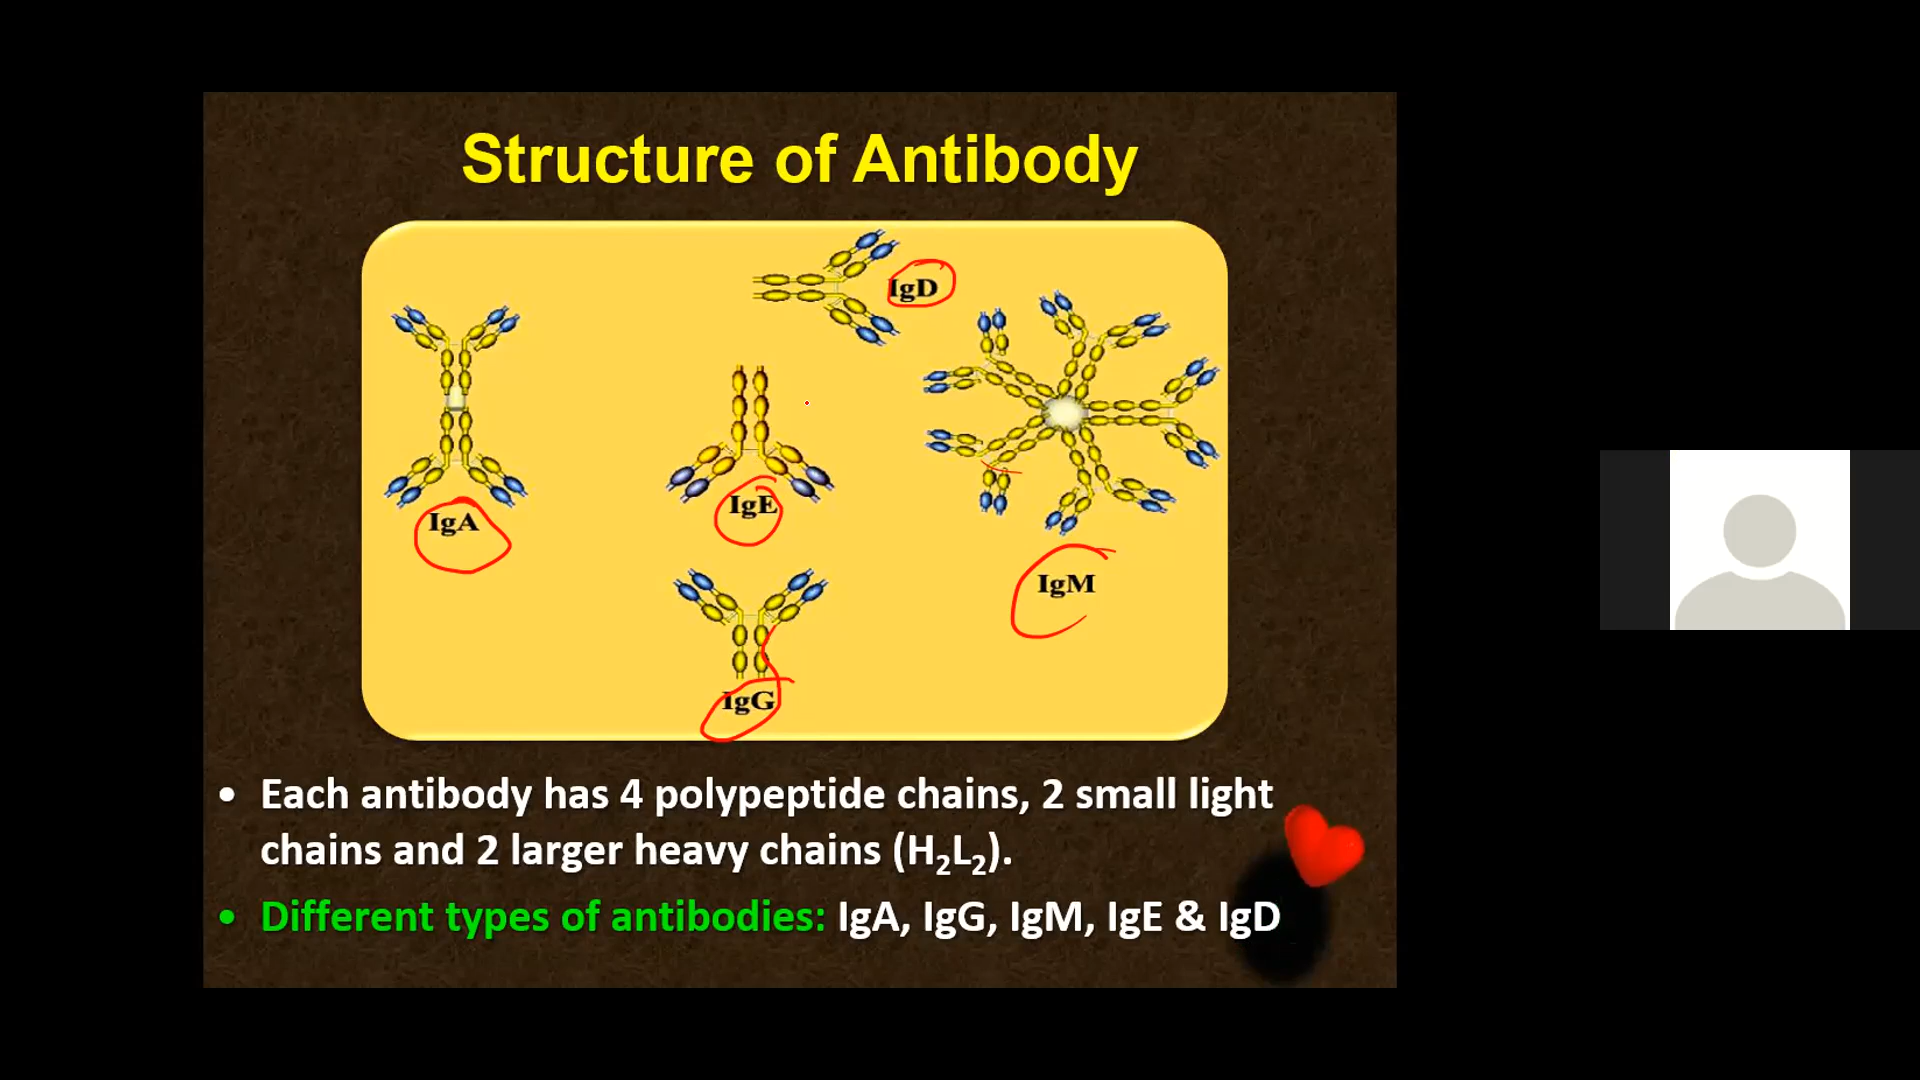 Structure of Antibody
IgD
IgA
IgE
IgM
IgG
• Each antibody has 4 polypeptide chains, 2 small light
chains and 2 larger heavy chains (H₂L₂).
• Different types of antibodies: IgA, IgG, IgM, IgE & IgD